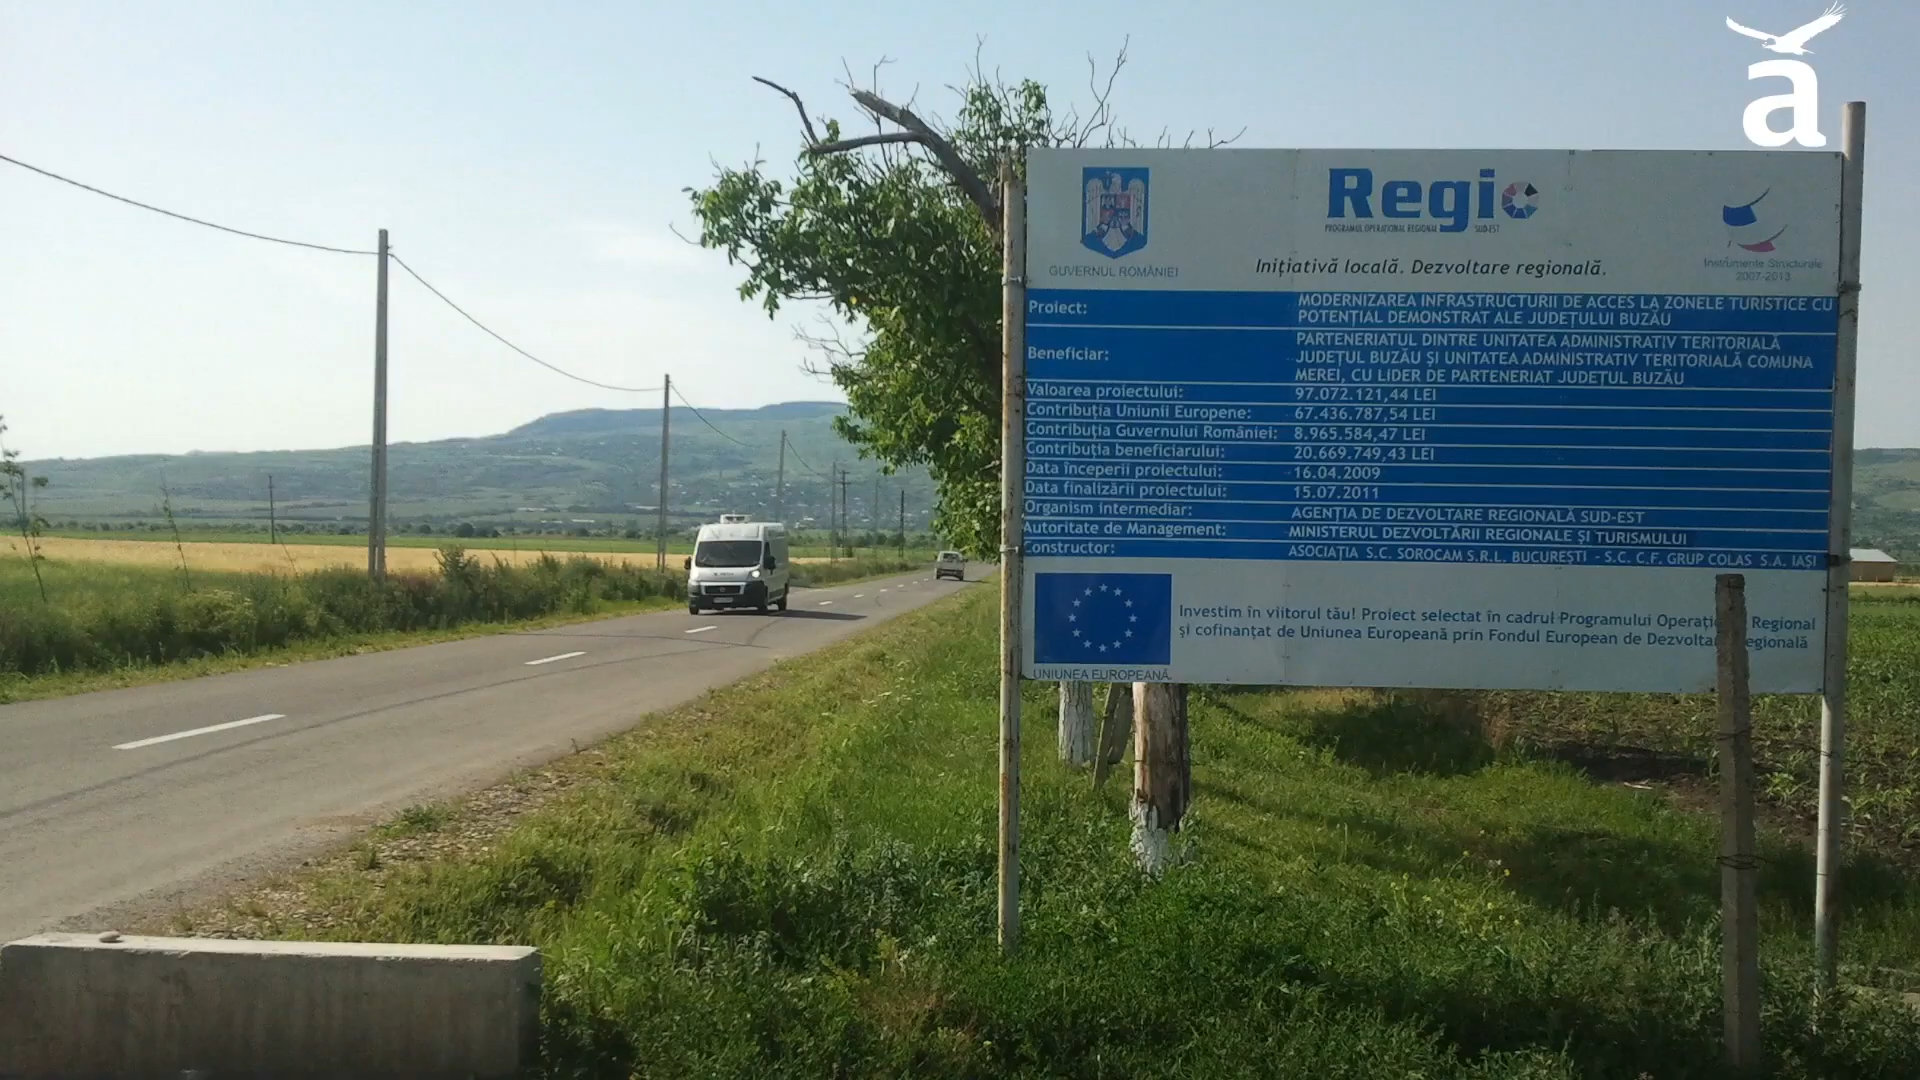 a
GUVERNUL ROMÂNIEI
Regio
PROGRAMUL OPERAȚIONAL REGIONAL SUD-EST
Inițiativă locală. Dezvoltare regională.
Instrumente Structurale
2007-2013
Proiect: MODERNIZAREA INFRASTRUCTURII DE ACCES LA ZONELE TURISTICE CU
POTENȚIAL DEMONSTRAT ALE JUDEȚULUI BUZĂU
Beneficiar: PARTENERIATUL DINTRE UNITATEA ADMINISTRATIV TERITORIALĂ
JUDEȚUL BUZĂU ȘI UNITATEA ADMINISTRATIV TERITORIALĂ COMUNA
MEREI, CU LIDER DE PARTENERIAT JUDEȚUL BUZĂU
Valoarea proiectului: 97.072.121,44 LEI
Contribuția Uniunii Europene: 67.436.787,54 LEI
Contribuția Guvernului României: 8.965.584,47 LEI
Contribuția beneficiarului: 20.669.749,43 LEI
Data începerii proiectului: 16.04.2009
Data finalizării proiectului: 15.07.2011
Organism intermediar: AGENȚIA DE DEZVOLTARE REGIONALĂ SUD-EST
Autoritate de Management: MINISTERUL DEZVOLTĂRII REGIONALE ȘI TURISMULUI
Constructor: ASOCIAȚIA S.C. SOROCAM S.R.L. BUCUREȘTI - S.C. C.F. GRUP COLAS S.A. IAȘI
Investim în viitorul tău! Proiect selectat în cadrul Programului Regional
și cofinanțat de Uniunea Europeană prin Fondul European de
UNIUNEA EUROPEANĂ